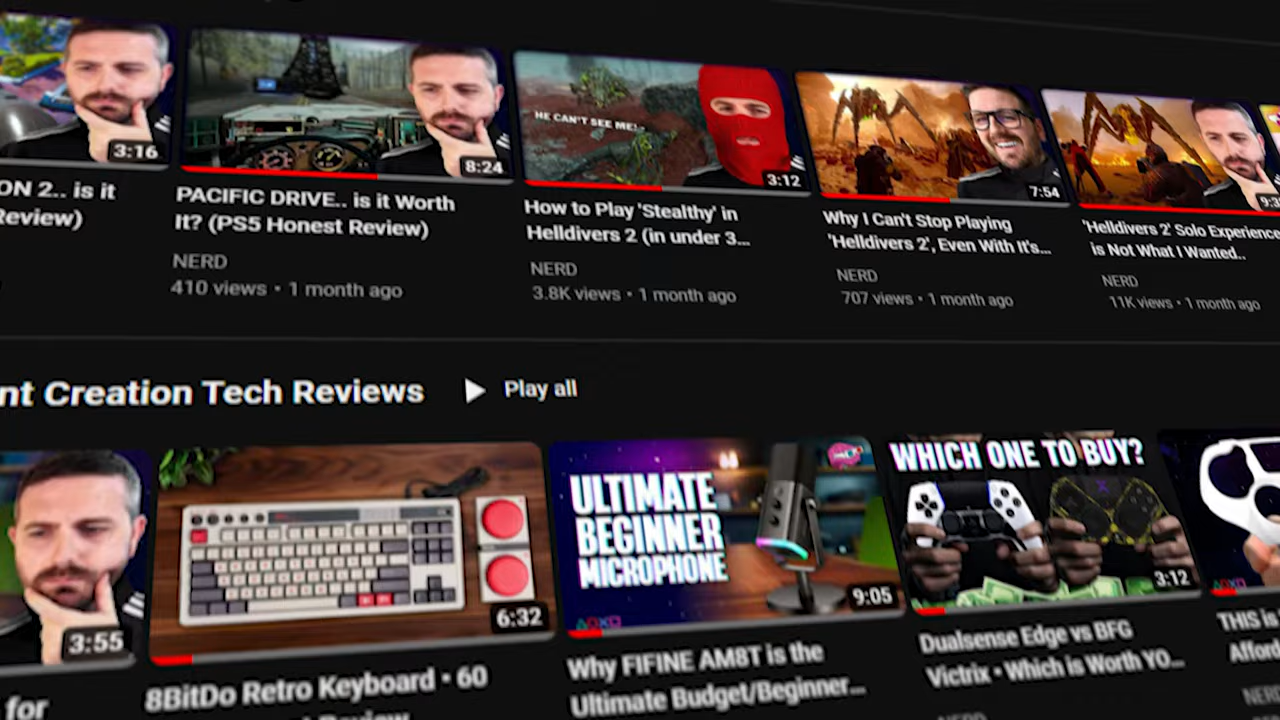 3:16
ON 2.. is it
Review)
8:24
PACIFIC DRIVE.. is it Worth
It? (PS5 Honest Review)
NERD
410 views • 1 month ago
HE CAN'T SEE ME!
3:12
How to Play 'Stealthy' in
Helldivers 2 (in under 3...
NERD
3.8K views • 1 month ago
7:54
Why I Can't Stop Playing
'Helldivers 2', Even With It's...
NERD
707 views • 1 month ago
'Helldivers 2' Solo Experience
is Not What I Wanted..
NERD
11K views • 1 month ago
nt Creation Tech Reviews
Play all
3:55
for
6:32
8BitDo Retro Keyboard • 60
Review
ULTIMATE
BEGINNER
MICROPHONE
9:05
Why FIFINE AM8T is the
Ultimate Budget/Beginner...
WHICH ONE TO BUY?
3:12
Dualsense Edge vs BFG
Victrix • Which is Worth YO...
NERD
THIS is
Afford
NER